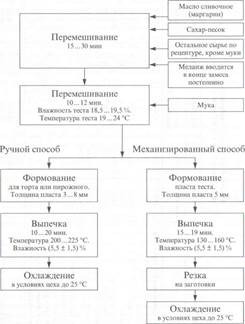 Перемешивание
15...30 мин
Масло сливочное
(маргарин)
Сахар-песок
Остальное сырье по
рецептуре, кроме муки
Меланж вводится
в конце замеса
постепенно
Перемешивание
10...12 мин.
Влажность теста 18,5...19,5 %.
Температура теста 19...24 °С
Мука
Ручной способ
Механизированный способ
Формование
для торта или пирожного.
Толщина пласта 3...8 мм
Формование
пласта теста.
Толщина пласта 5 мм
Выпечка
10...20 мин.
Температура 200...225 °С.
Влажность (5,5 ± 1,5) %
Выпечка
15...19 мин.
Температура 130...160 °С.
Влажность (5,5 ± 1,5) %
Охлаждение
в условиях цеха до 25 °С
Резка
на заготовки
Охлаждение
в условиях цеха до 25 °С